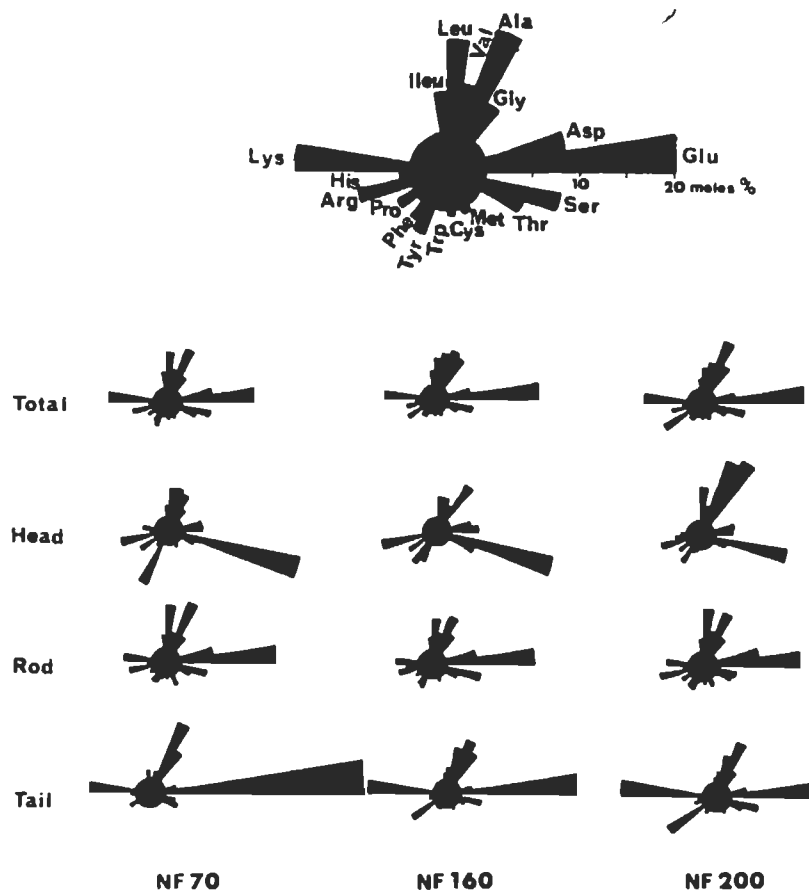 Leu Val Ala
Ileu Gly
Lys Asp Glu
10 20 moles %
His Arg Pro Phe Tyr Trp Cys Met Thr Ser
Total
Head
Rod
Tail
NF 70 NF 160 NF 200